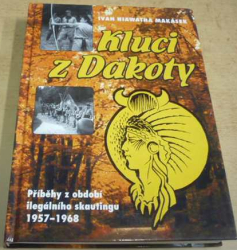 IVAN HIAWATHA MAKÁSEK
Kluci
z Dakoty
Příběhy z období
ilegálního skautingu
1957–1968